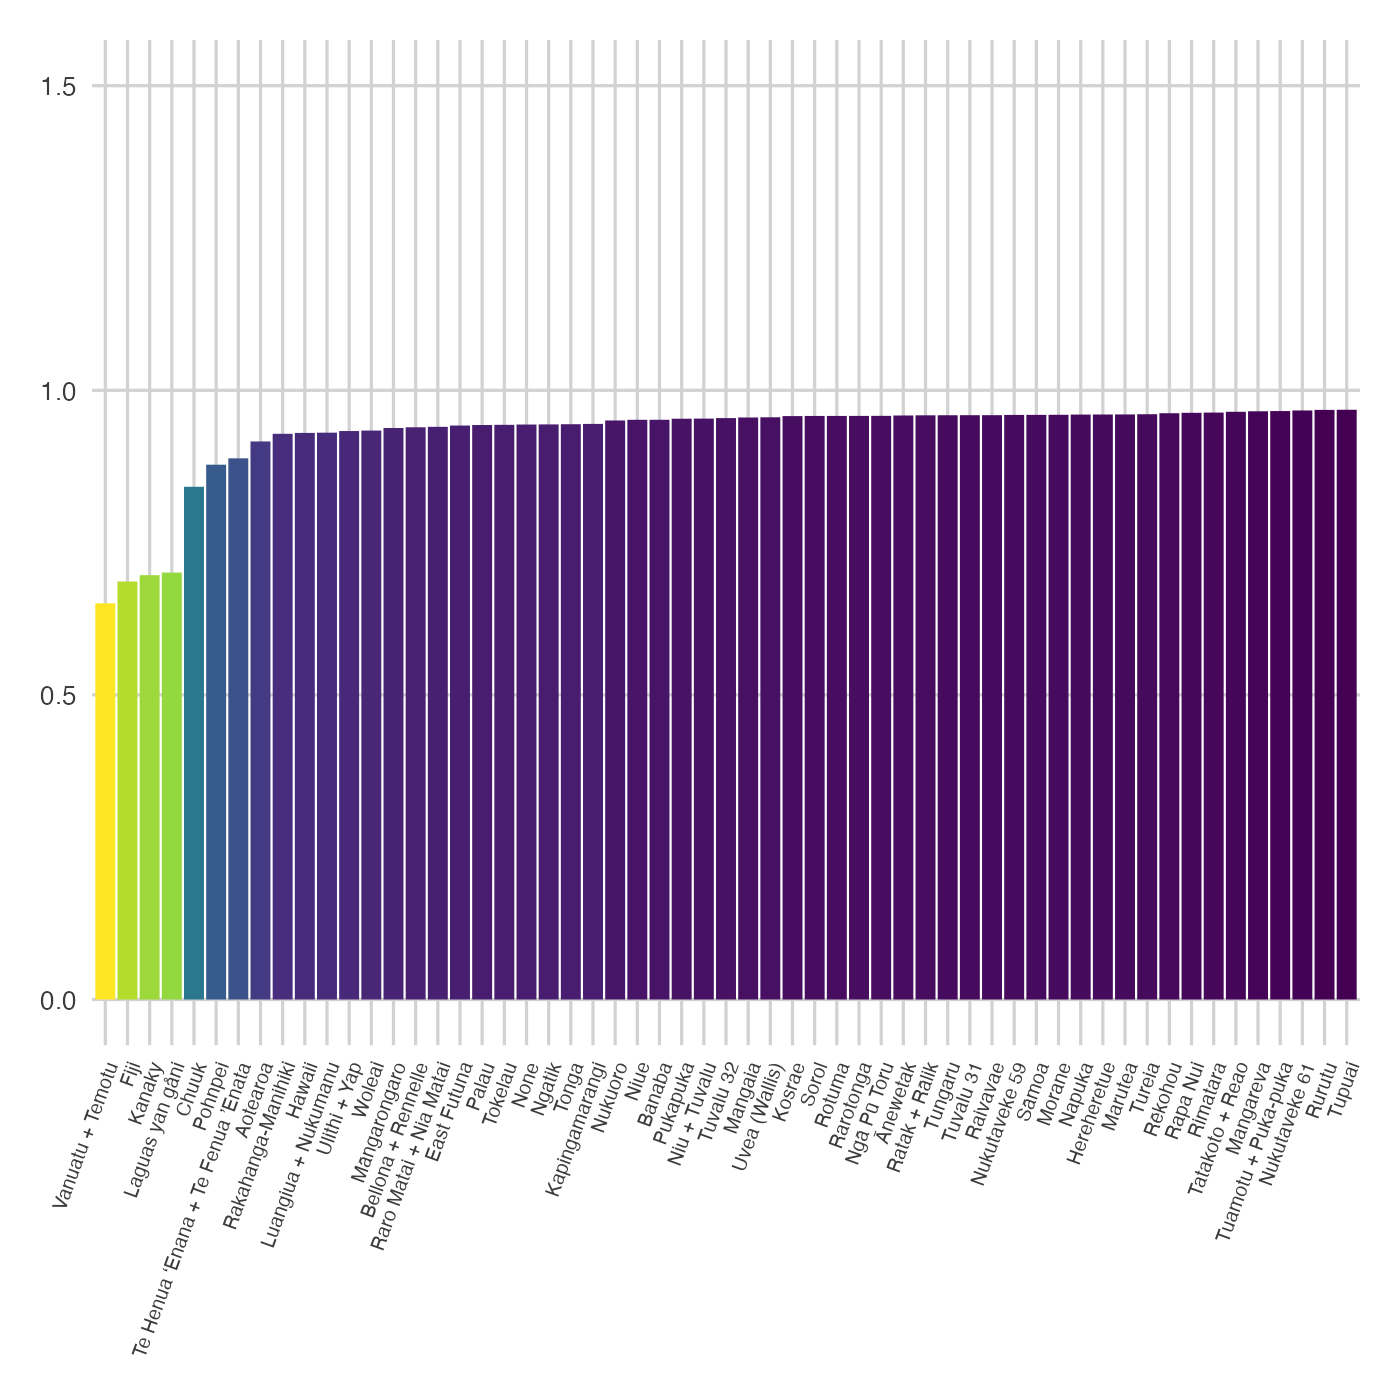 1.5
1.0
0.5
0.0
Vanuatu + Temotu
Fiji
Kanaky
Laguas yan gåni
Chuuk
Pohnpei
Te Henua ‘Enana + Te Fenua ‘Enata
Aotearoa
Rakahanga-Manihiki
Hawaii
Luangiua + Nukumanu
Ulithi + Yap
Woleai
Mangarongaro
Bellona + Rennelle
Raro Matai + Nia Matai
East Futuna
Palau
Tokelau
None
Ngatik
Tonga
Kapingamarangi
Nukuoro
Niue
Banaba
Pukapuka
Niu + Tuvalu
Tuvalu 32
Mangaia
Uvea (Wallis)
Kosrae
Sorol
Rotuma
Rarotonga
Nga Pū Toru
Ānewetak
Ratak + Ralik
Tungaru
Tuvalu 31
Raivavae
Nukutaveke 59
Samoa
Morane
Napuka
Hereheretue
Marutea
Tureia
Rekohou
Rapa Nui
Rimatara
Tatakoto + Reao
Mangareva
Tuamotu + Puka-puka
Nukutaveke 61
Rurutu
Tupuai